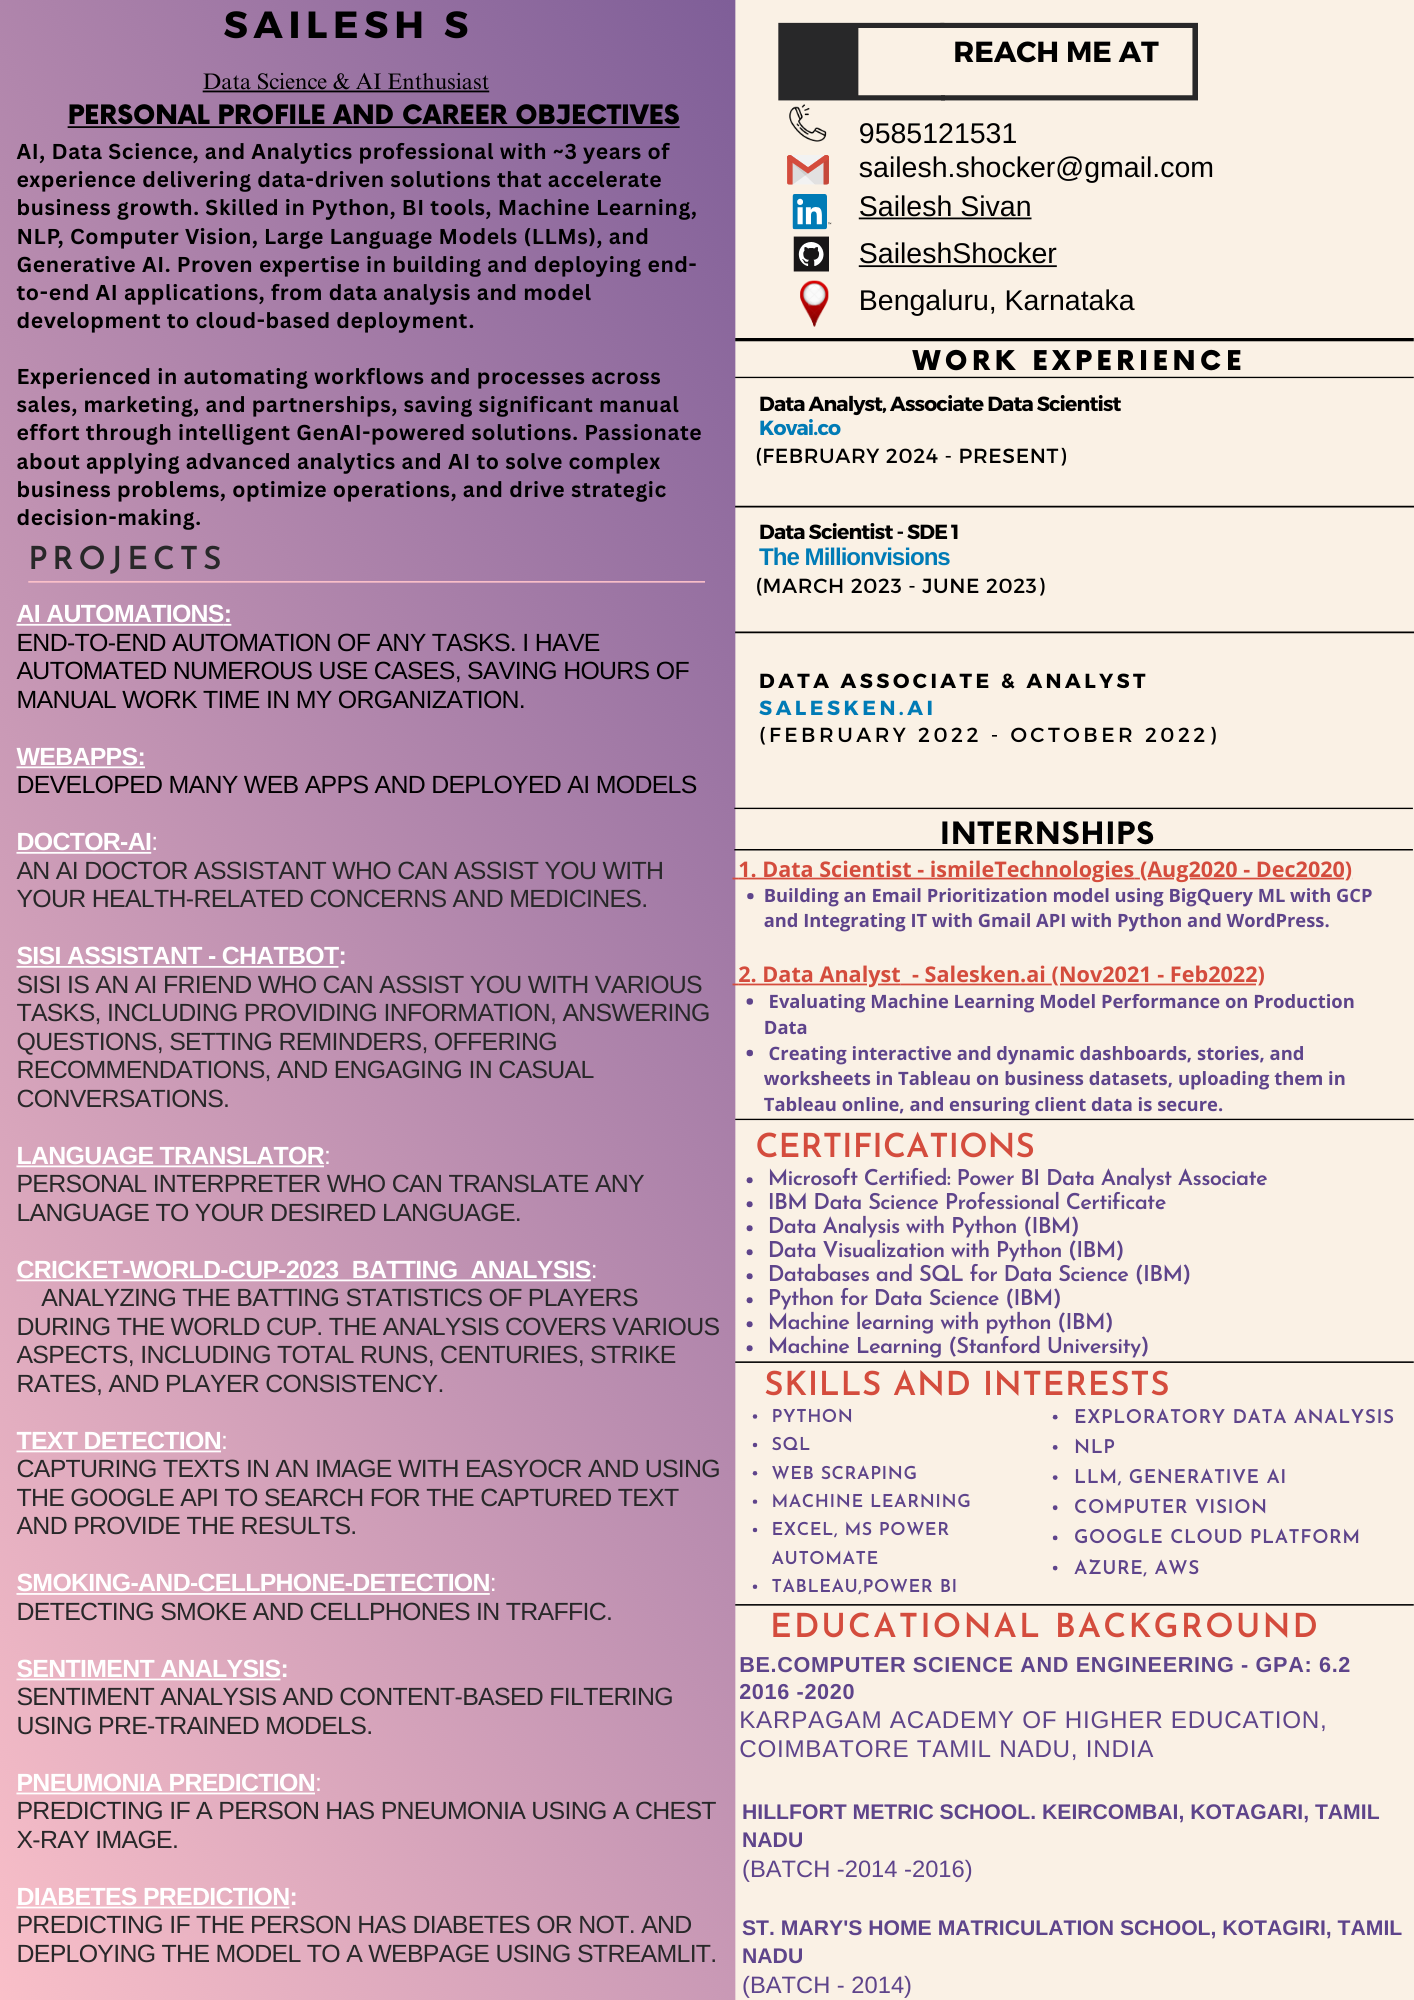 SAILESH S
Data Science & AI Enthusiast
PERSONAL PROFILE AND CAREER OBJECTIVES
AI, Data Science, and Analytics professional with ~3 years of
experience delivering data-driven solutions that accelerate
business growth. Skilled in Python, BI tools, Machine Learning,
NLP, Computer Vision, Large Language Models (LLMs), and
Generative AI. Proven expertise in building and deploying end-
to-end AI applications, from data analysis and model
development to cloud-based deployment.
Experienced in automating workflows and processes across
sales, marketing, and partnerships, saving significant manual
effort through intelligent GenAI-powered solutions. Passionate
about applying advanced analytics and AI to solve complex
business problems, optimize operations, and drive strategic
decision-making.
PROJECTS
AI AUTOMATIONS:
END-TO-END AUTOMATION OF ANY TASKS. I HAVE
AUTOMATED NUMEROUS USE CASES, SAVING HOURS OF
MANUAL WORK TIME IN MY ORGANIZATION.
WEBAPPS:
DEVELOPED MANY WEB APPS AND DEPLOYED AI MODELS
DOCTOR-AI:
AN AI DOCTOR ASSISTANT WHO CAN ASSIST YOU WITH
YOUR HEALTH-RELATED CONCERNS AND MEDICINES.
SISI ASSISTANT - CHATBOT:
SISI IS AN AI FRIEND WHO CAN ASSIST YOU WITH VARIOUS
TASKS, INCLUDING PROVIDING INFORMATION, ANSWERING
QUESTIONS, SETTING REMINDERS, OFFERING
RECOMMENDATIONS, AND ENGAGING IN CASUAL
CONVERSATIONS.
LANGUAGE TRANSLATOR:
PERSONAL INTERPRETER WHO CAN TRANSLATE ANY
LANGUAGE TO YOUR DESIRED LANGUAGE.
CRICKET-WORLD-CUP-2023 BATTING ANALYSIS:
ANALYZING THE BATTING STATISTICS OF PLAYERS
DURING THE WORLD CUP. THE ANALYSIS COVERS VARIOUS
ASPECTS, INCLUDING TOTAL RUNS, CENTURIES, STRIKE
RATES, AND PLAYER CONSISTENCY.
TEXT DETECTION:
CAPTURING TEXTS IN AN IMAGE WITH EASYOCR AND USING
THE GOOGLE API TO SEARCH FOR THE CAPTURED TEXT
AND PROVIDE THE RESULTS.
SMOKING-AND-CELLPHONE-DETECTION:
DETECTING SMOKE AND CELLPHONES IN TRAFFIC.
SENTIMENT ANALYSIS:
SENTIMENT ANALYSIS AND CONTENT-BASED FILTERING
USING PRE-TRAINED MODELS.
PNEUMONIA PREDICTION:
PREDICTING IF A PERSON HAS PNEUMONIA USING A CHEST
X-RAY IMAGE.
DIABETES PREDICTION:
PREDICTING IF THE PERSON HAS DIABETES OR NOT. AND
DEPLOYING THE MODEL TO A WEBPAGE USING STREAMLIT.
REACH ME AT
9585121531
sailesh.shocker@gmail.com
Sailesh Sivan
SaileshShocker
Bengaluru, Karnataka
WORK EXPERIENCE
Data Analyst, Associate Data Scientist
Kovai.co
(FEBRUARY 2024 - PRESENT)
Data Scientist - SDE 1
The Millionvisions
(MARCH 2023 - JUNE 2023)
DATA ASSOCIATE & ANALYST
SALESKEN.AI
(FEBRUARY 2022 - OCTOBER 2022)
INTERNSHIPS
1. Data Scientist - ismileTechnologies (Aug2020 - Dec2020)
• Building an Email Prioritization model using BigQuery ML with GCP
and Integrating IT with Gmail API with Python and WordPress.
2. Data Analyst - Salesken.ai (Nov2021 - Feb2022)
• Evaluating Machine Learning Model Performance on Production
Data
• Creating interactive and dynamic dashboards, stories, and
worksheets in Tableau on business datasets, uploading them in
Tableau online, and ensuring client data is secure.
CERTIFICATIONS
• Microsoft Certified: Power BI Data Analyst Associate
• IBM Data Science Professional Certificate
• Data Analysis with Python (IBM)
• Data Visualization with Python (IBM)
• Databases and SQL for Data Science (IBM)
• Python for Data Science (IBM)
• Machine learning with python (IBM)
• Machine Learning (Stanford University)
SKILLS AND INTERESTS
• PYTHON
• SQL
• WEB SCRAPING
• MACHINE LEARNING
• EXCEL, MS POWER
AUTOMATE
• TABLEAU,POWER BI
• EXPLORATORY DATA ANALYSIS
• NLP
• LLM, GENERATIVE AI
• COMPUTER VISION
• GOOGLE CLOUD PLATFORM
• AZURE, AWS
EDUCATIONAL BACKGROUND
BE.COMPUTER SCIENCE AND ENGINEERING - GPA: 6.2
2016 -2020
KARPAGAM ACADEMY OF HIGHER EDUCATION,
COIMBATORE TAMIL NADU, INDIA
HILLFORT METRIC SCHOOL. KEIRCOMBAI, KOTAGARI, TAMIL
NADU
(BATCH -2014 -2016)
ST. MARY'S HOME MATRICULATION SCHOOL, KOTAGIRI, TAMIL
NADU
(BATCH - 2014)